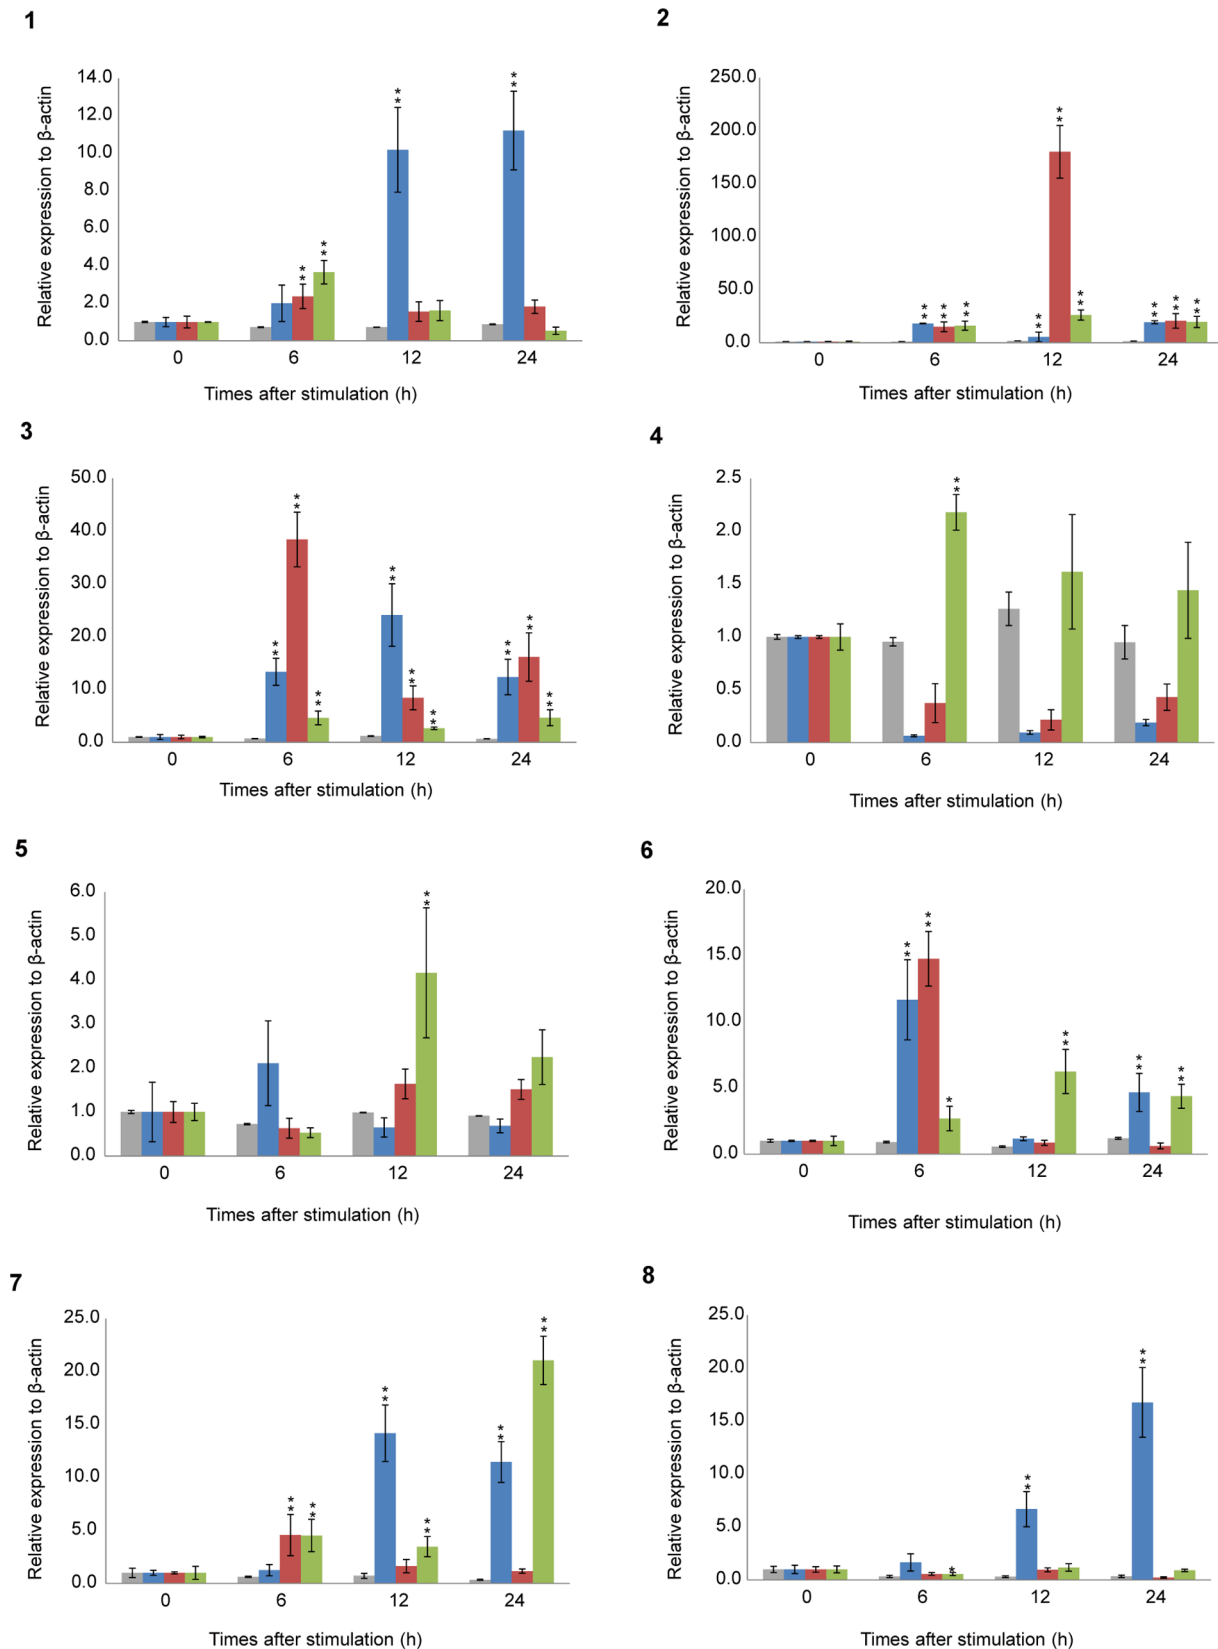 1
Relative expression to β-actin
14.0
12.0
10.0
8.0
6.0
4.0
2.0
0.0
** ** ** **
0 6 12 24
Times after stimulation (h)
2
Relative expression to β-actin
250.0
200.0
150.0
100.0
50.0
0.0
** ** ** ** ** ** ** ** **
0 6 12 24
Times after stimulation (h)
3
Relative expression to β-actin
50.0
40.0
30.0
20.0
10.0
0.0
** ** ** ** ** ** ** ** **
0 6 12 24
Times after stimulation (h)
4
Relative expression to β-actin
2.5
2.0
1.5
1.0
0.5
0.0
**
0 6 12 24
Times after stimulation (h)
5
Relative expression to β-actin
6.0
5.0
4.0
3.0
2.0
1.0
0.0
**
0 6 12 24
Times after stimulation (h)
6
Relative expression to β-actin
20.0
15.0
10.0
5.0
0.0
** ** * ** ** **
0 6 12 24
Times after stimulation (h)
7
Relative expression to β-actin
25.0
20.0
15.0
10.0
5.0
0.0
** ** ** ** ** **
0 6 12 24
Times after stimulation (h)
8
Relative expression to β-actin
25.0
20.0
15.0
10.0
5.0
0.0
* ** **
0 6 12 24
Times after stimulation (h)